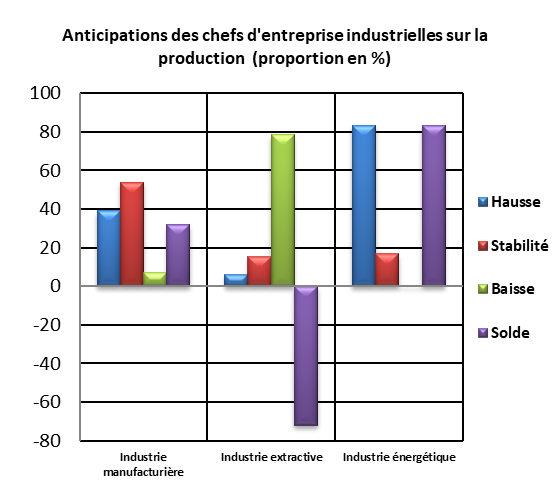 Anticipations des chefs d'entreprise industrielles sur la
production (proportion en %)
100
80
60
40
20
0
-20
-40
-60
-80
Hausse
Stabilité
Baisse
Solde
Industrie
manufacturière
Industrie extractive
Industrie énergétique